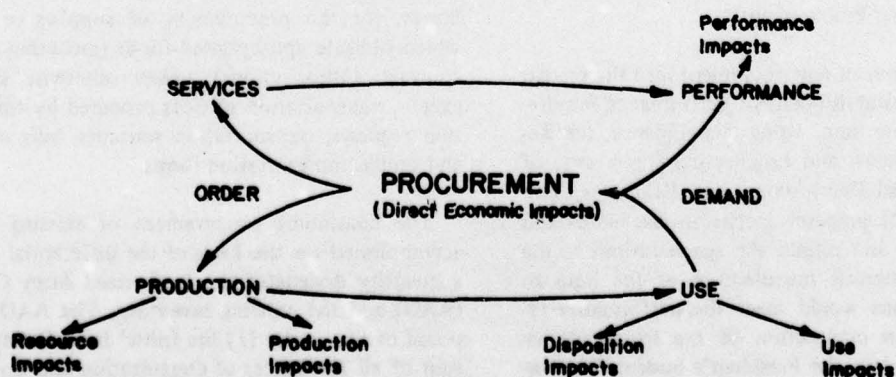 Performance
Impacts
SERVICES
PERFORMANCE
ORDER
PROCUREMENT
(Direct Economic Impacts)
DEMAND
PRODUCTION
USE
Resource
Impacts
Production
Impacts
Disposition
Impacts
Use
Impacts